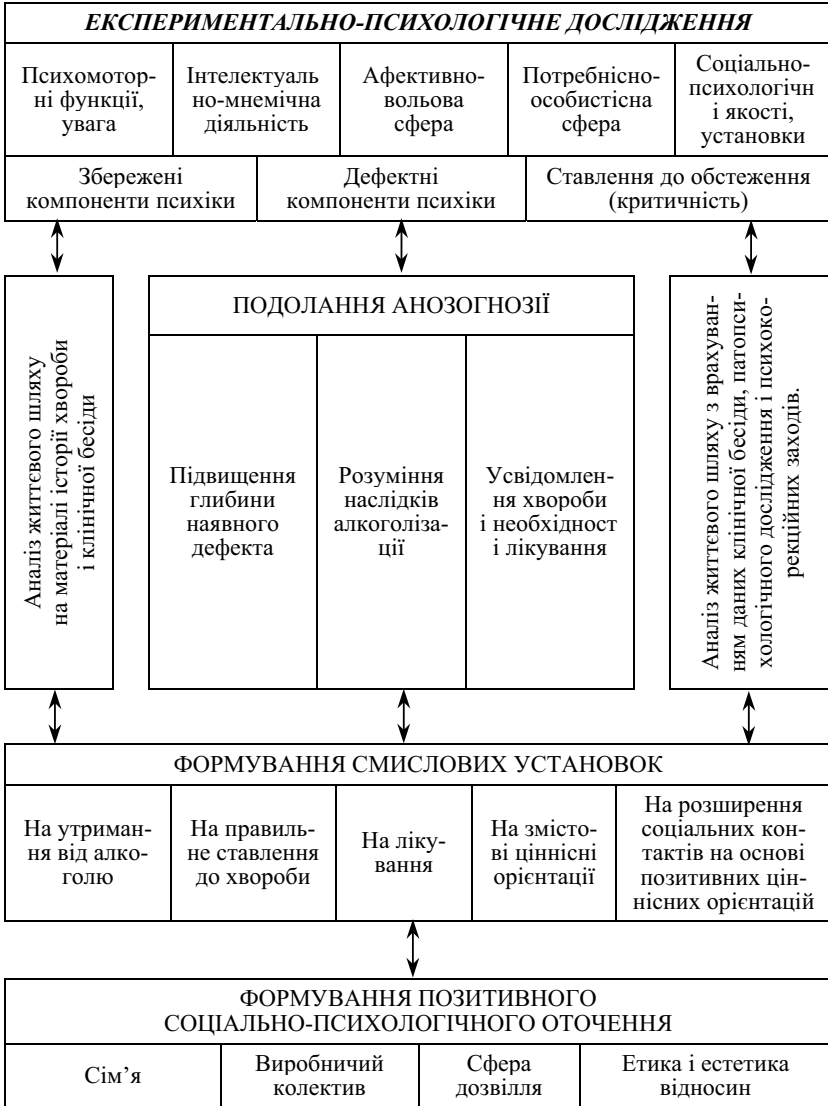 ЕКСПЕРИМЕНТАЛЬНО-ПСИХОЛОГІЧНЕ ДОСЛІДЖЕННЯ
Психомотор-
ні функції,
увага
Інтелектуаль
но-мнемічна
діяльність
Афективно-
вольова
сфера
Потребнісно-
особистісна
сфера
Соціально-
психологічн
і якості,
установки
Збережені
компоненти психіки
Дефектні
компоненти психіки
Ставлення до обстеження
(критичність)
Аналіз життєвого шляху
на матеріалі історії хвороби
і клінічної бесіди
ПОДОЛАННЯ АНОЗОГНОЗІЇ
Підвищення
глибини
наявного
дефекта
Розуміння
наслідків
алкоголіза-
ції
Усвідомлен-
ня хвороби
і необхідност
і лікування
Аналіз життєвого шляху з врахуван-
ням даних клінічної бесіди, патопси-
хологічного дослідження і психоко-
рекційних заходів.
ФОРМУВАННЯ СМИСЛОВИХ УСТАНОВОК
На утриман-
ня від алко-
голю
На правиль-
не ставлення
до хвороби
На ліку-
вання
На змісто-
ві ціннісні
орієнтації
На розширення
соціальних кон-
тактів на основі
позитивних цін-
нісних орієнтацій
ФОРМУВАННЯ ПОЗИТИВНОГО
СОЦІАЛЬНО-ПСИХОЛОГІЧНОГО ОТОЧЕННЯ
Сім’я
Виробничий
колектив
Сфера
дозвілля
Етика і естетика
відносин